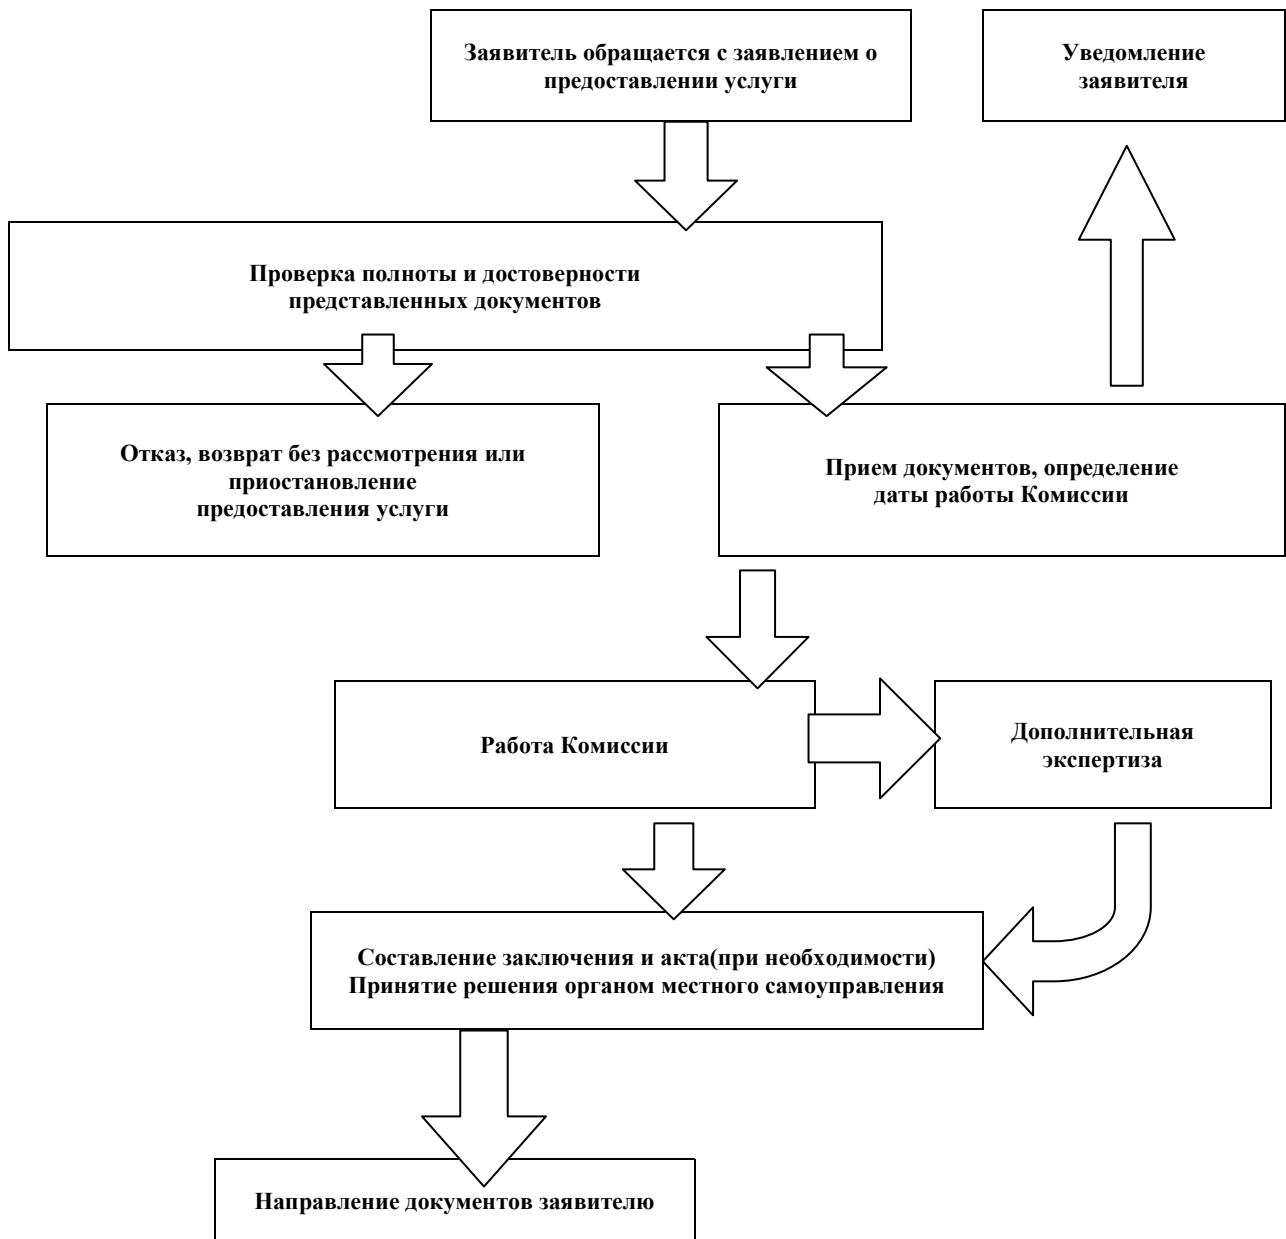 Заявитель обращается с заявлением о
предоставлении услуги
Уведомление
заявителя
Проверка полноты и достоверности
представленных документов
Отказ, возврат без рассмотрения или
приостановление
предоставления услуги
Прием документов, определение
даты работы Комиссии
Работа Комиссии
Дополнительная
экспертиза
Составление заключения и акта(при необходимости)
Принятие решения органом местного самоуправления
Направление документов заявителю